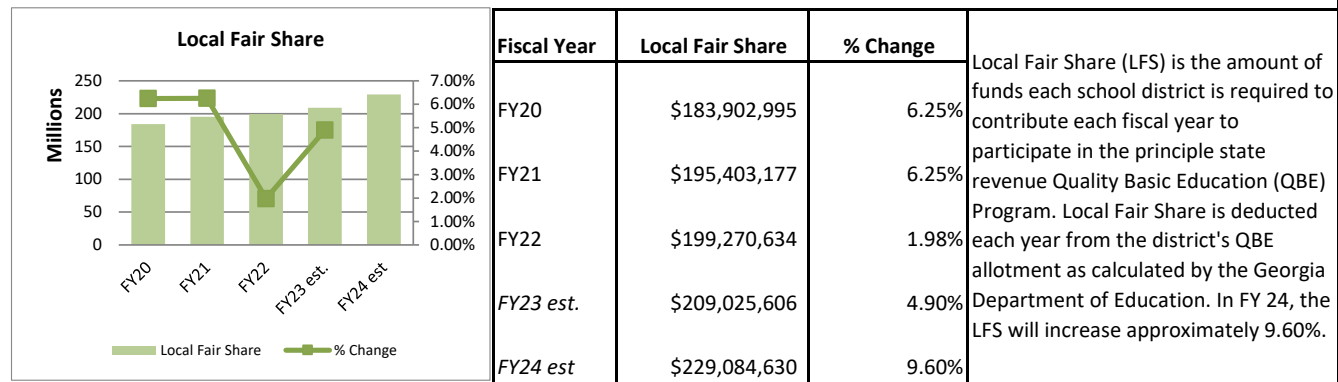 Local Fair Share
Millions
250
200
150
100
50
0
7.00%
6.00%
5.00%
4.00%
3.00%
2.00%
1.00%
0.00%
FY20
FY21
FY22
FY23 est.
FY24 est
Local Fair Share
% Change
Fiscal Year Local Fair Share % Change
FY20 $183,902,995 6.25%
FY21 $195,403,177 6.25%
FY22 $199,270,634 1.98%
FY23 est. $209,025,606 4.90%
FY24 est $229,084,630 9.60%
Local Fair Share (LFS) is the amount of
funds each school district is required to
contribute each fiscal year to
participate in the principle state
revenue Quality Basic Education (QBE)
Program. Local Fair Share is deducted
each year from the district's QBE
allotment as calculated by the Georgia
Department of Education. In FY 24, the
LFS will increase approximately 9.60%.